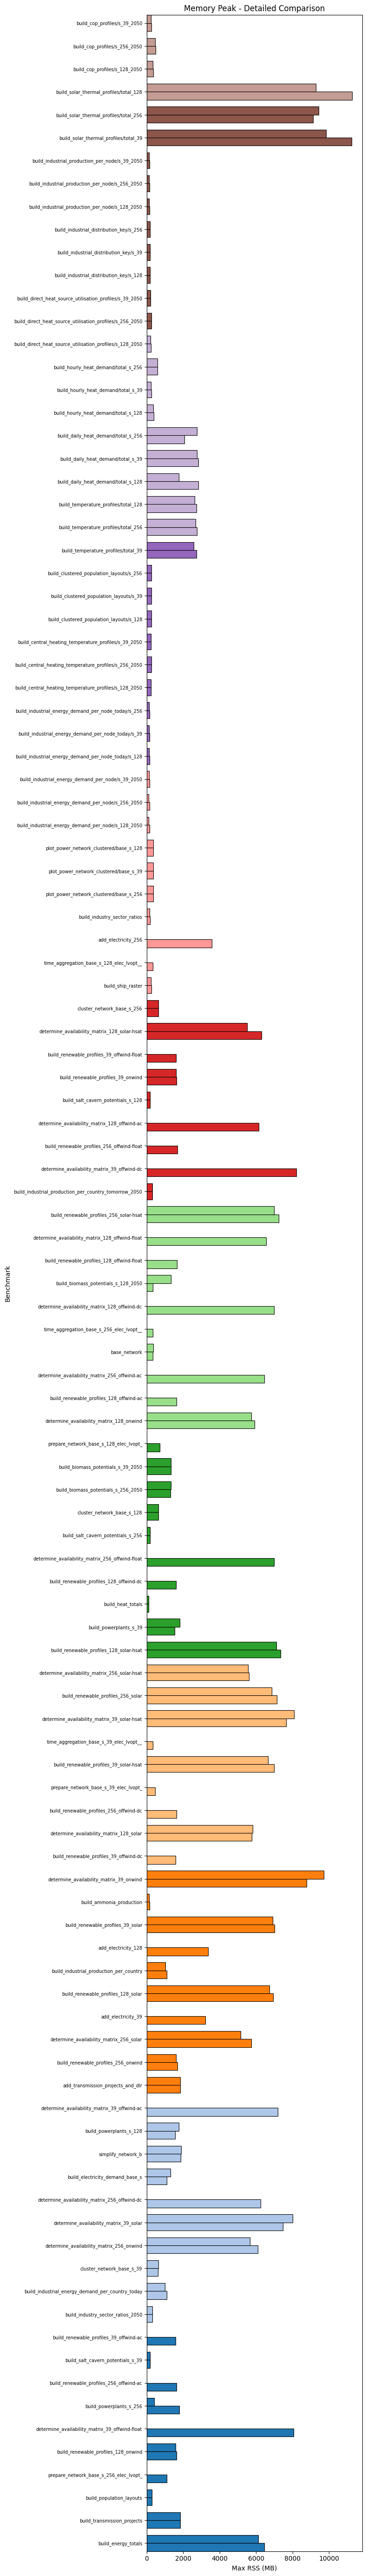 Memory Peak - Detailed Comparison
build_cop_profiles/s_39_2050
build_cop_profiles/s_256_2050
build_cop_profiles/s_128_2050
build_solar_thermal_profiles/total_128
build_solar_thermal_profiles/total_256
build_solar_thermal_profiles/total_39
build_industrial_production_per_node/s_39_2050
build_industrial_production_per_node/s_256_2050
build_industrial_production_per_node/s_128_2050
build_industrial_distribution_key/s_256
build_industrial_distribution_key/s_39
build_industrial_distribution_key/s_128
build_direct_heat_source_utilisation_profiles/s_39_2050
build_direct_heat_source_utilisation_profiles/s_256_2050
build_direct_heat_source_utilisation_profiles/s_128_2050
build_hourly_heat_demand/total_s_256
build_hourly_heat_demand/total_s_39
build_hourly_heat_demand/total_s_128
build_daily_heat_demand/total_s_256
build_daily_heat_demand/total_s_39
build_daily_heat_demand/total_s_128
build_temperature_profiles/total_128
build_temperature_profiles/total_256
build_temperature_profiles/total_39
build_clustered_population_layouts/s_256
build_clustered_population_layouts/s_39
build_clustered_population_layouts/s_128
build_central_heating_temperature_profiles/s_39_2050
build_central_heating_temperature_profiles/s_256_2050
build_central_heating_temperature_profiles/s_128_2050
build_industrial_energy_demand_per_node_today/s_256
build_industrial_energy_demand_per_node_today/s_39
build_industrial_energy_demand_per_node_today/s_128
build_industrial_energy_demand_per_node/s_39_2050
build_industrial_energy_demand_per_node/s_256_2050
build_industrial_energy_demand_per_node/s_128_2050
plot_power_network_clustered/base_s_128
plot_power_network_clustered/base_s_39
plot_power_network_clustered/base_s_256
build_industry_sector_ratios
add_electricity_256
time_aggregation_base_s_128_elec_lvopt__
build_ship_raster
cluster_network_base_s_256
determine_availability_matrix_128_solar-hsat
build_renewable_profiles_39_offwind-float
build_renewable_profiles_39_onwind
build_salt_cavern_potentials_s_128
determine_availability_matrix_128_offwind-ac
build_renewable_profiles_256_offwind-float
determine_availability_matrix_39_offwind-dc
build_industrial_production_per_country_tomorrow_2050
build_renewable_profiles_256_solar-hsat
determine_availability_matrix_128_offwind-float
build_renewable_profiles_128_offwind-float
build_biomass_potentials_s_128_2050
determine_availability_matrix_128_offwind-dc
time_aggregation_base_s_256_elec_lvopt__
base_network
determine_availability_matrix_256_offwind-ac
build_renewable_profiles_128_offwind-ac
determine_availability_matrix_128_onwind
prepare_network_base_s_128_elec_lvopt_
build_biomass_potentials_s_39_2050
build_biomass_potentials_s_256_2050
cluster_network_base_s_128
build_salt_cavern_potentials_s_256
determine_availability_matrix_256_offwind-float
build_renewable_profiles_128_offwind-dc
build_heat_totals
build_powerplants_s_39
build_renewable_profiles_128_solar-hsat
determine_availability_matrix_256_solar-hsat
build_renewable_profiles_256_solar
determine_availability_matrix_39_solar-hsat
time_aggregation_base_s_39_elec_lvopt__
build_renewable_profiles_39_solar-hsat
prepare_network_base_s_39_elec_lvopt_
build_renewable_profiles_256_offwind-dc
determine_availability_matrix_128_solar
build_renewable_profiles_39_offwind-dc
determine_availability_matrix_39_onwind
build_ammonia_production
build_renewable_profiles_39_solar
add_electricity_128
build_industrial_production_per_country
build_renewable_profiles_128_solar
add_electricity_39
determine_availability_matrix_256_solar
build_renewable_profiles_256_onwind
add_transmission_projects_and_dlr
determine_availability_matrix_39_offwind-ac
build_powerplants_s_128
simplify_network_b
build_electricity_demand_base_s
determine_availability_matrix_256_offwind-dc
determine_availability_matrix_39_solar
determine_availability_matrix_256_onwind
cluster_network_base_s_39
build_industrial_energy_demand_per_country_today
build_industry_sector_ratios_2050
build_renewable_profiles_39_offwind-ac
build_salt_cavern_potentials_s_39
build_renewable_profiles_256_offwind-ac
build_powerplants_s_256
determine_availability_matrix_39_offwind-float
build_renewable_profiles_128_onwind
prepare_network_base_s_256_elec_lvopt_
build_population_layouts
build_transmission_projects
build_energy_totals
Benchmark
0 2000 4000 6000 8000 10000
Max RSS (MB)